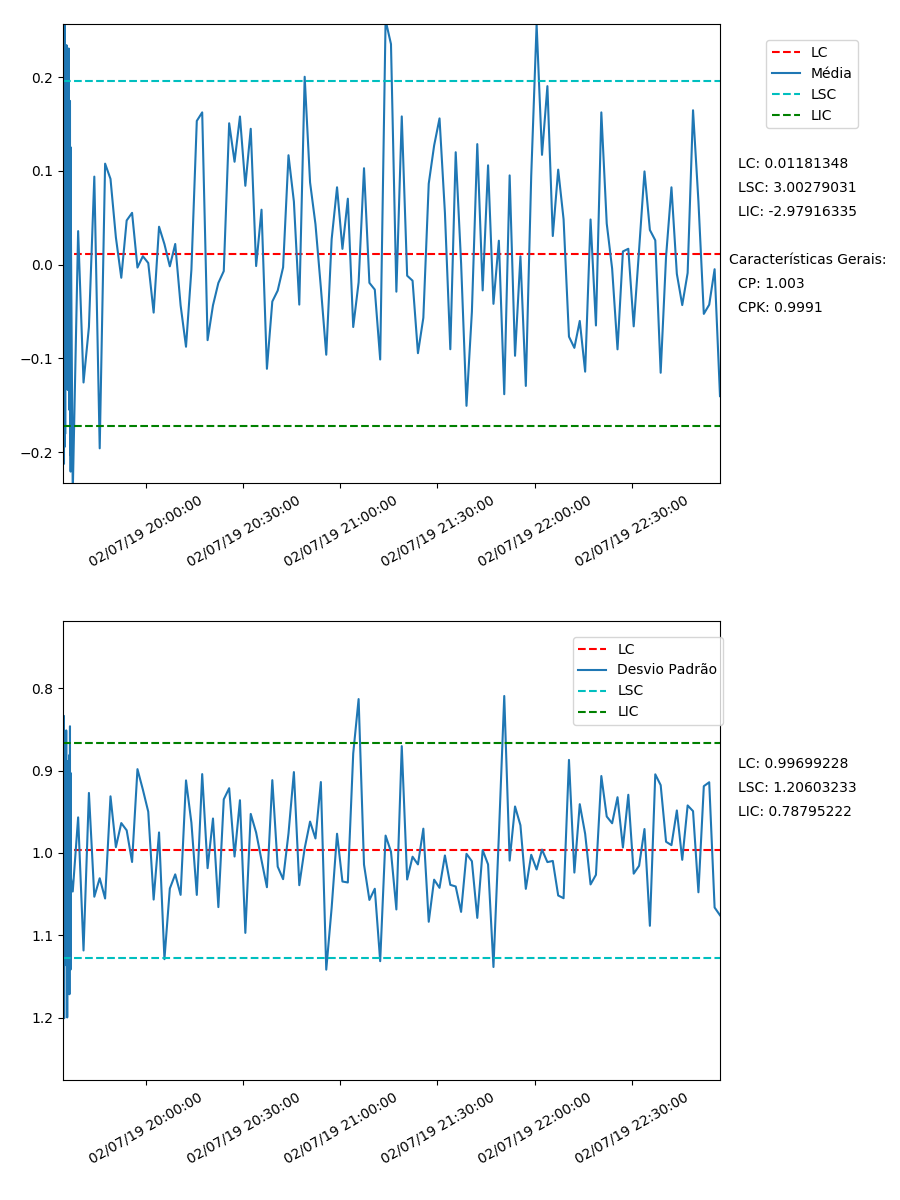 0.2
0.1
0.0
−0.1
−0.2
02/07/19 20:00:00
02/07/19 20:30:00
02/07/19 21:00:00
02/07/19 21:30:00
02/07/19 22:00:00
02/07/19 22:30:00
LC
Média
LSC
LIC
LC: 0.01181348
LSC: 3.00279031
LIC: -2.97916335
Características Gerais:
CP: 1.003
CPK: 0.9991
0.8
0.9
1.0
1.1
1.2
02/07/19 20:00:00
02/07/19 20:30:00
02/07/19 21:00:00
02/07/19 21:30:00
02/07/19 22:00:00
02/07/19 22:30:00
LC
Desvio Padrão
LSC
LIC
LC: 0.99699228
LSC: 1.20603233
LIC: 0.78795222